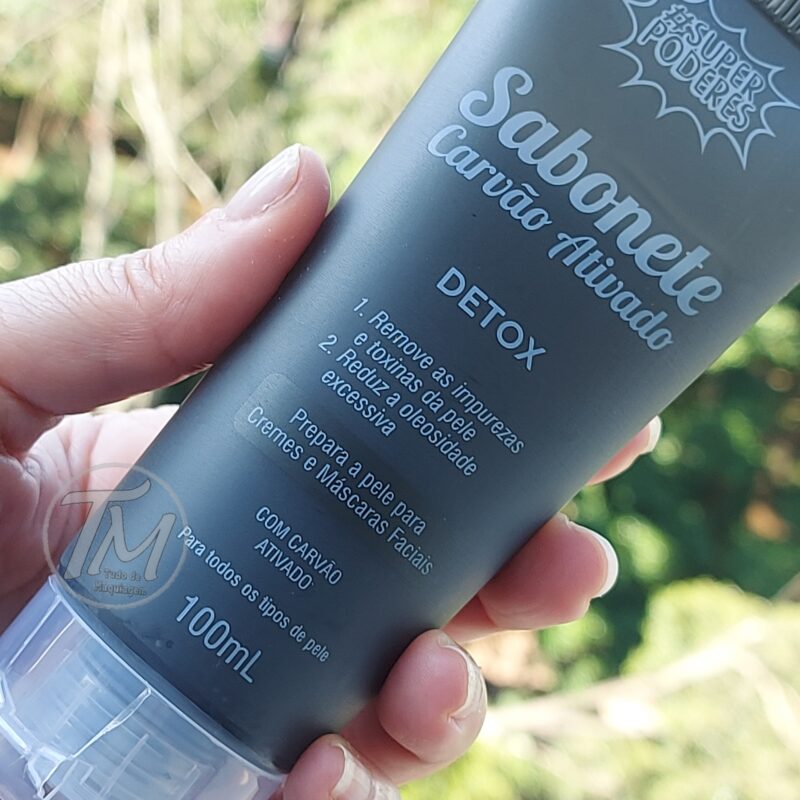 #SUPER
PODERES
Sabonete
Carvão Ativado
DETOX
1. Remove as impurezas
e toxinas da pele
2. Reduz a oleosidade
excessiva
Prepara a pele para
Cremes e Máscaras Faciais
COM CARVÃO
ATIVADO
Para todos os tipos de pele
100mL
TM
Tudo de
Maquiagem